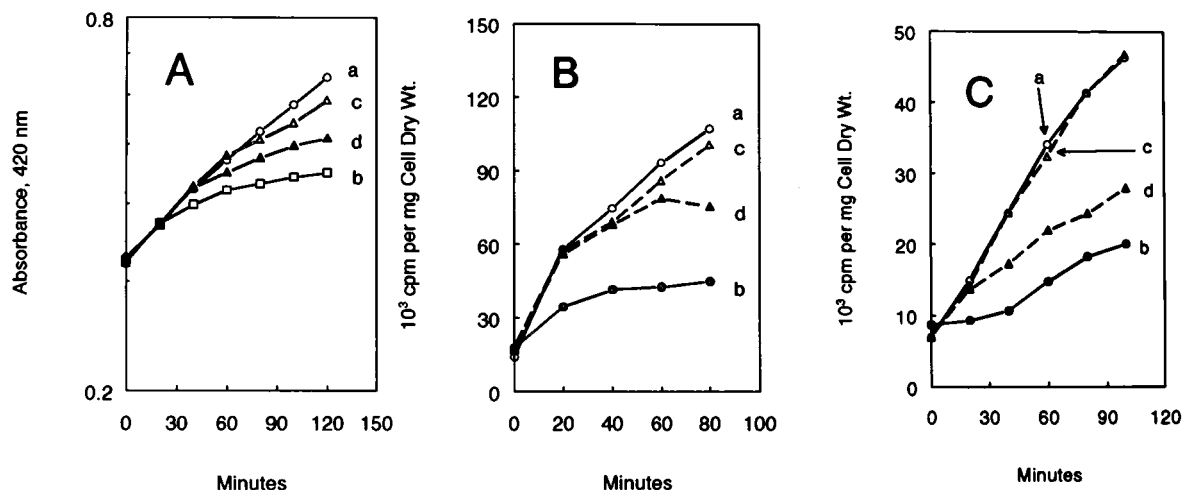 A
Absorbance, 420 nm
0.8
0.2
0 30 60 90 120 150
Minutes
a
c
d
b
B
10³ cpm per mg Cell Dry Wt.
150
120
90
60
30
0
0 20 40 60 80 100
Minutes
a
c
d
b
C
10³ cpm per mg Cell Dry Wt.
50
40
30
20
10
0
0 30 60 90 120
Minutes
a
c
d
b